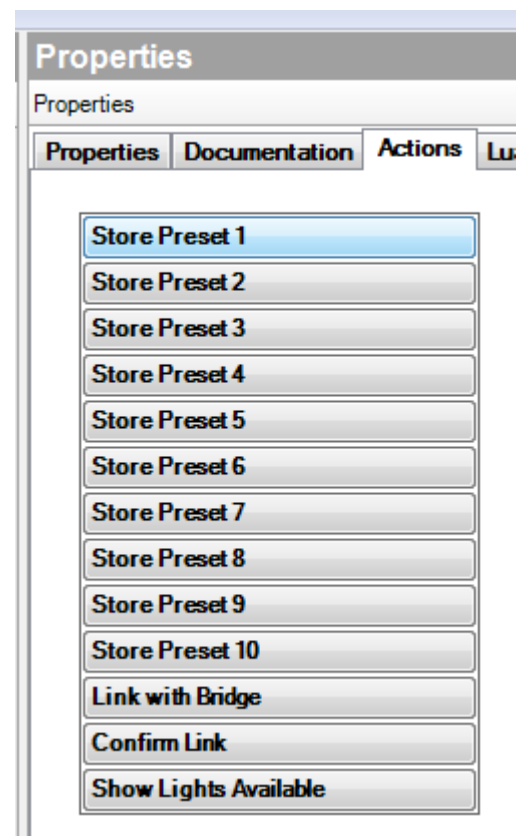 Properties
Properties
Properties Documentation Actions Lua
Store Preset 1
Store Preset 2
Store Preset 3
Store Preset 4
Store Preset 5
Store Preset 6
Store Preset 7
Store Preset 8
Store Preset 9
Store Preset 10
Link with Bridge
Confirm Link
Show Lights Available